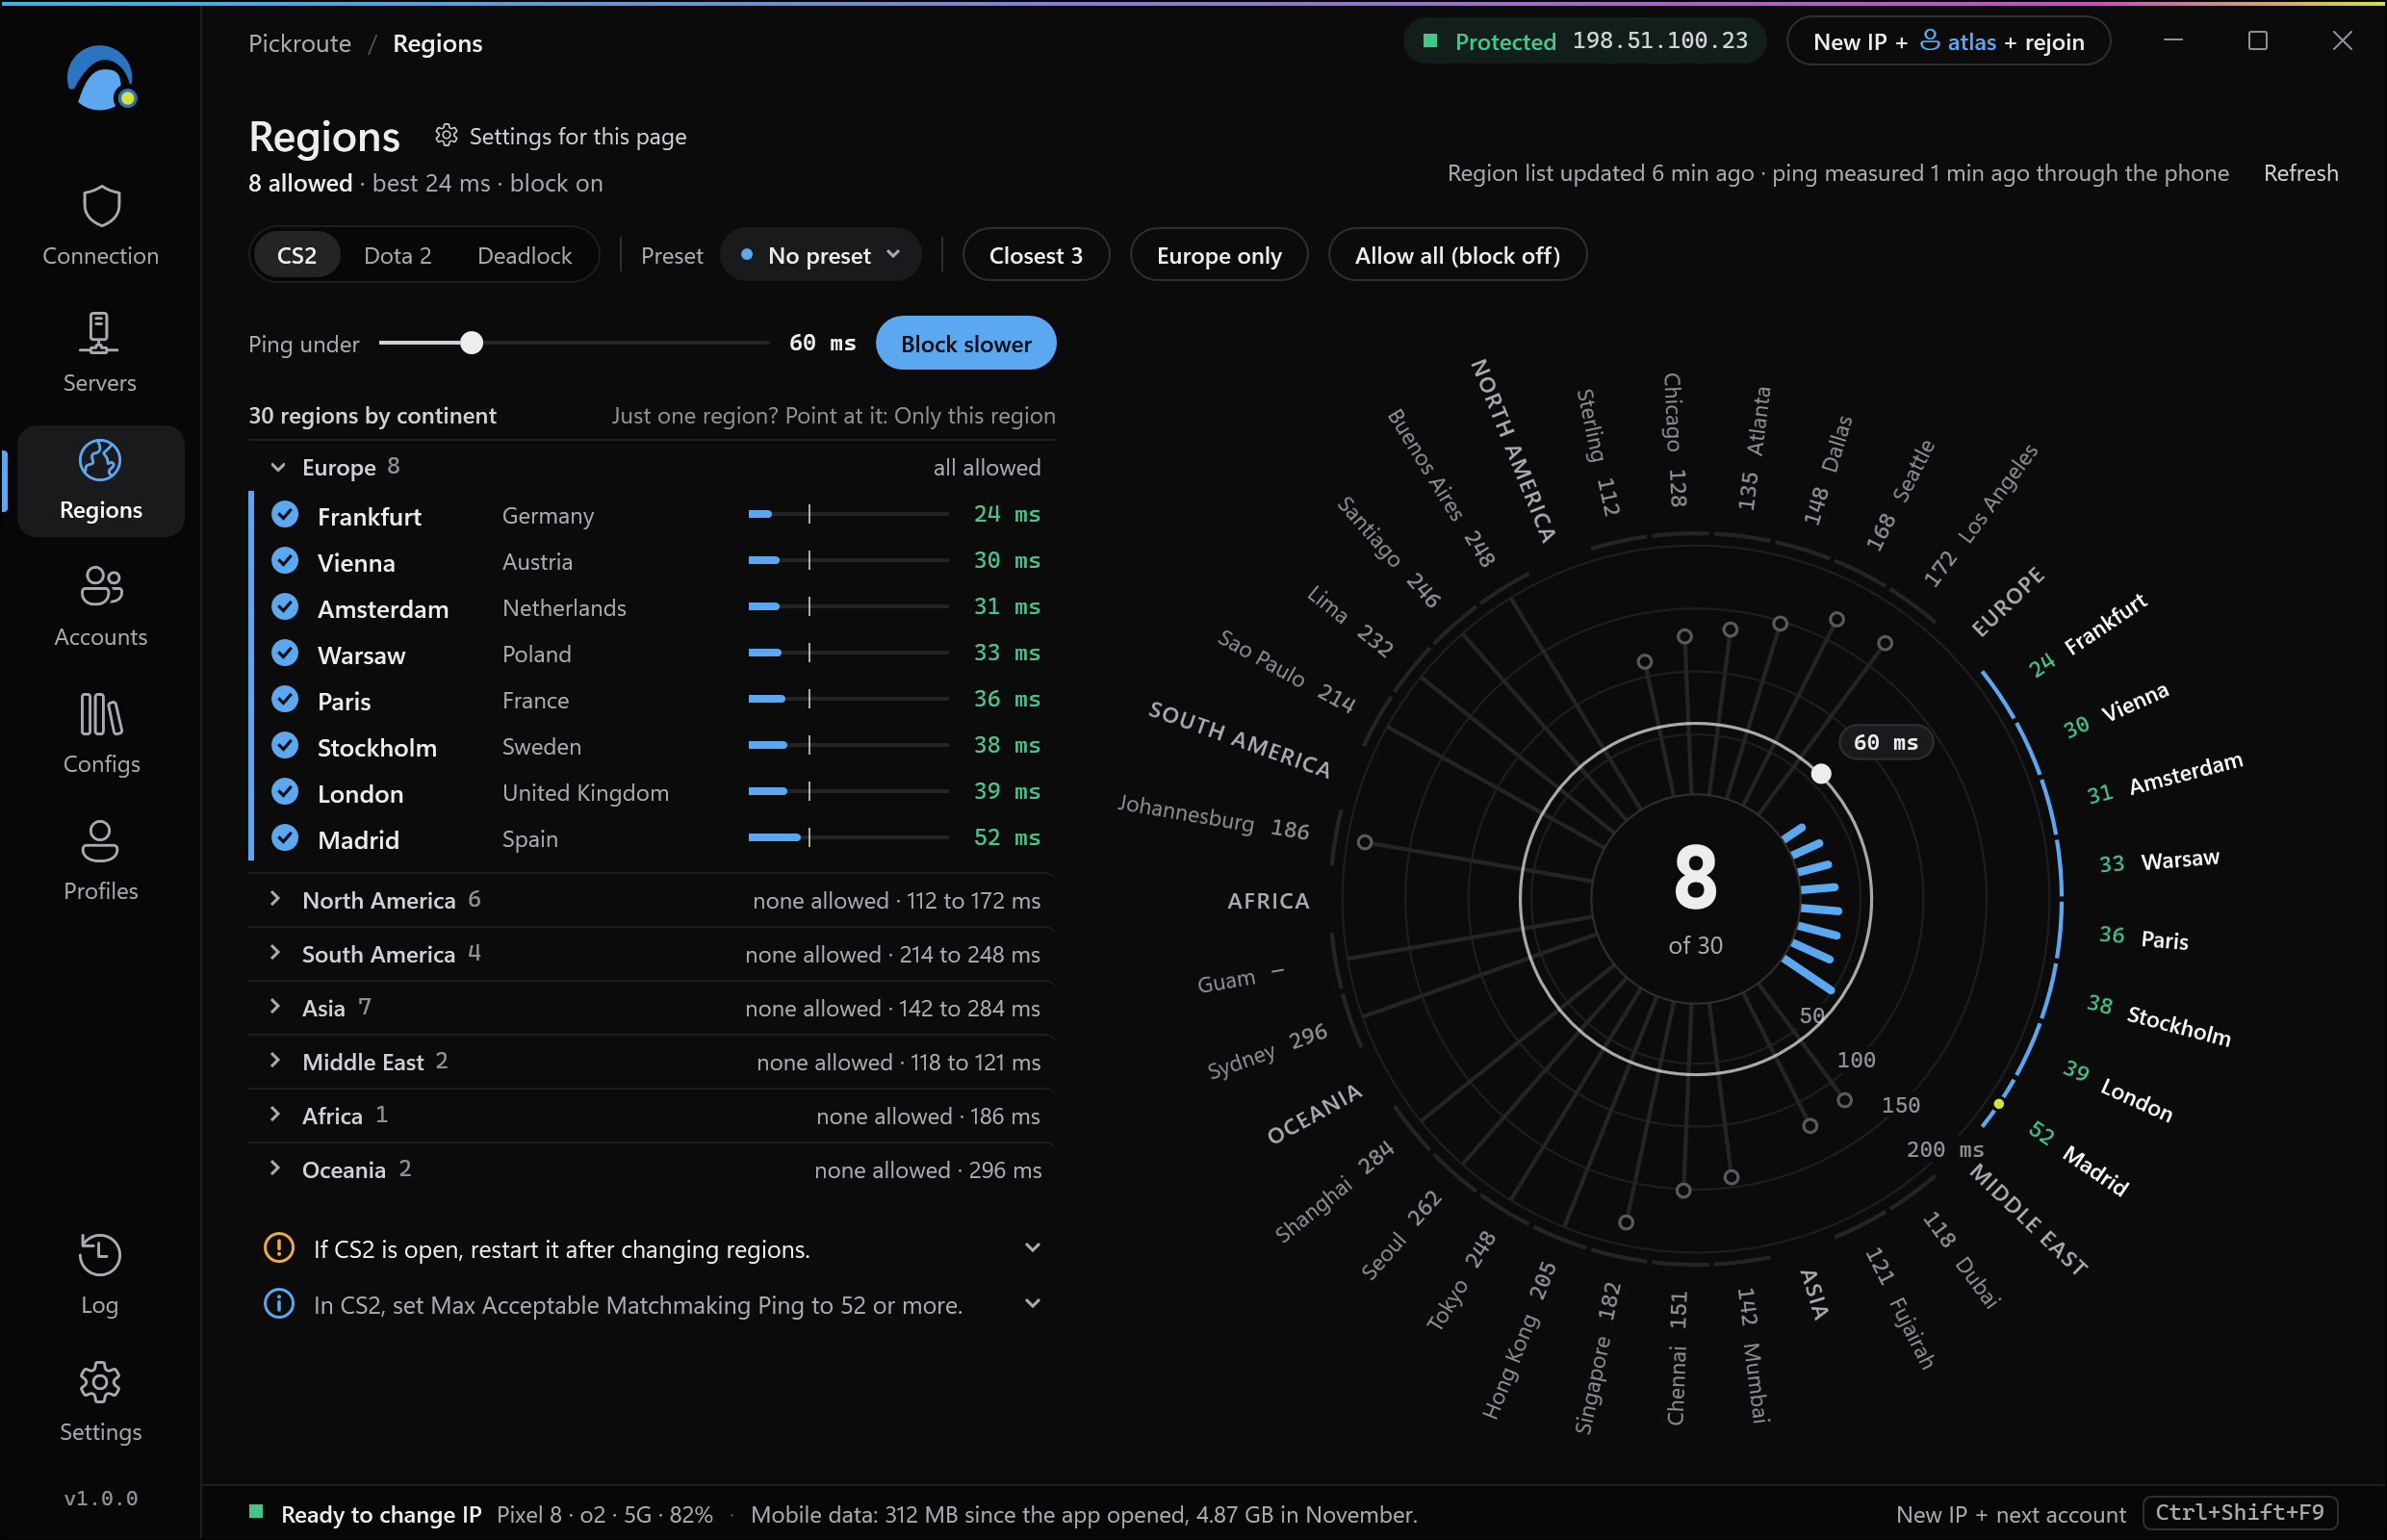 Pickroute / Regions
Protected 198.51.100.23
New IP + atlas + rejoin
Connection
Servers
Regions
Accounts
Configs
Profiles
Log
Settings
v1.0.0
Regions Settings for this page
8 allowed · best 24 ms · block on
Region list updated 6 min ago · ping measured 1 min ago through the phone Refresh
CS2 Dota 2 Deadlock Preset No preset Closest 3 Europe only Allow all (block off)
Ping under 60 ms Block slower
30 regions by continent Just one region? Point at it: Only this region
Europe 8 all allowed
Frankfurt Germany 24 ms
Vienna Austria 30 ms
Amsterdam Netherlands 31 ms
Warsaw Poland 33 ms
Paris France 36 ms
Stockholm Sweden 38 ms
London United Kingdom 39 ms
Madrid Spain 52 ms
North America 6 none allowed · 112 to 172 ms
South America 4 none allowed · 214 to 248 ms
Asia 7 none allowed · 142 to 284 ms
Middle East 2 none allowed · 118 to 121 ms
Africa 1 none allowed · 186 ms
Oceania 2 none allowed · 296 ms
If CS2 is open, restart it after changing regions.
In CS2, set Max Acceptable Matchmaking Ping to 52 or more.
NORTH AMERICA
Sterling 112
Chicago 128
135 Atlanta
148 Dallas
168 Seattle
172 Los Angeles
EUROPE
24 Frankfurt
30 Vienna
31 Amsterdam
33 Warsaw
36 Paris
38 Stockholm
39 London
52 Madrid
MIDDLE EAST
118 Dubai
121 Fujairah
ASIA
142 Mumbai
Chennai 151
Singapore 182
Hong Kong 205
Tokyo 248
Seoul 262
Shanghai 284
OCEANIA
Sydney 296
Guam –
AFRICA
Johannesburg 186
SOUTH AMERICA
Sao Paulo 214
Lima 232
Santiago 246
Buenos Aires 248
60 ms
8
of 30
50
100
150
200 ms
Ready to change IP Pixel 8 · o2 · 5G · 82% · Mobile data: 312 MB since the app opened, 4.87 GB in November.
New IP + next account Ctrl+Shift+F9